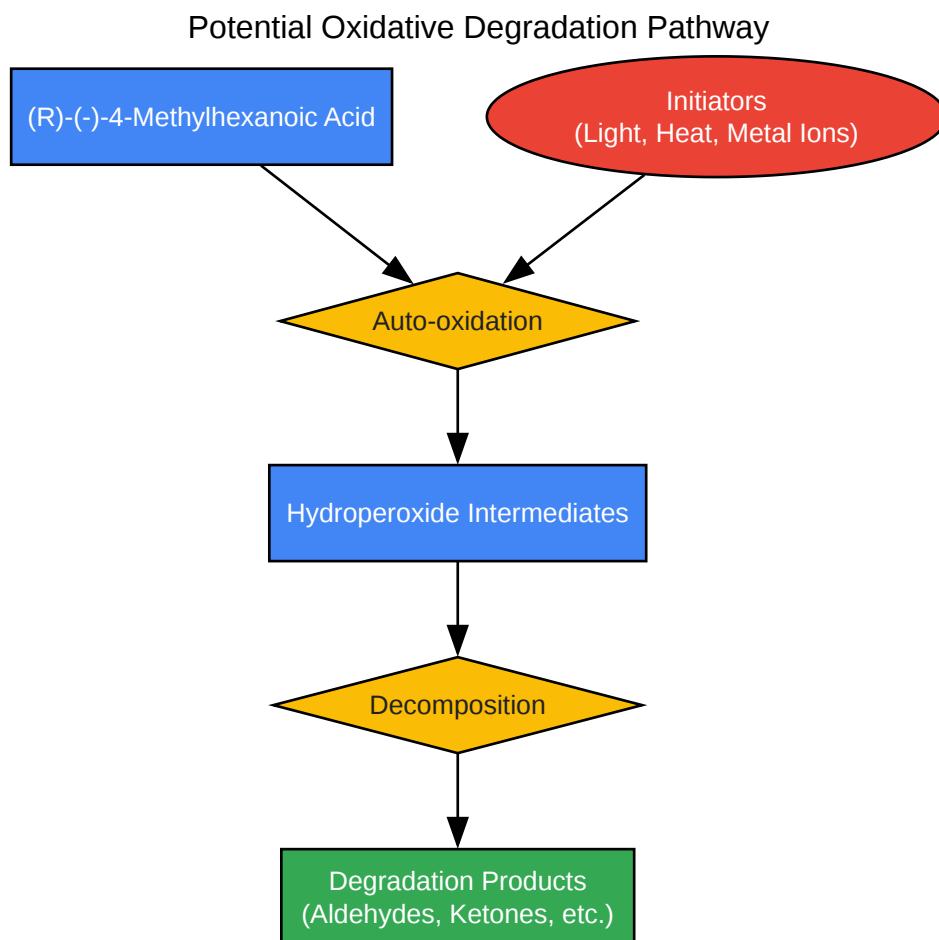 Potential Oxidative Degradation Pathway
(R)-(-)-4-Methylhexanoic Acid
Initiators
(Light, Heat, Metal Ions)
Auto-oxidation
Hydroperoxide Intermediates
Decomposition
Degradation Products
(Aldehydes, Ketones, etc.)